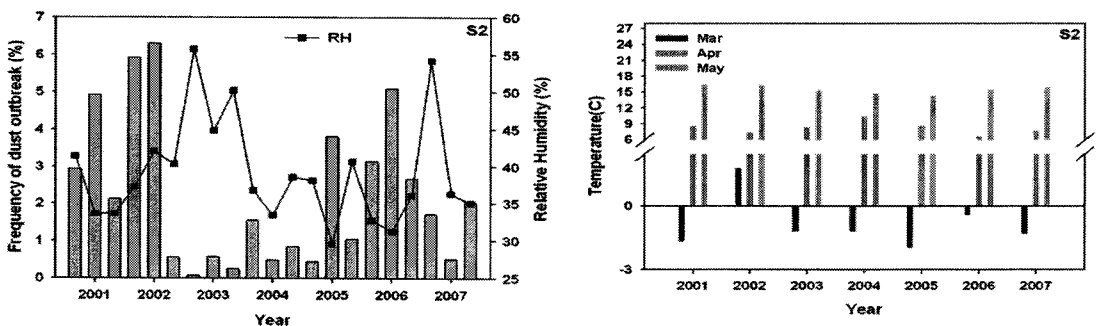 7
6
5
4
3
2
1
0
Frequency of dust outbreak (%)
RH
S2
60
55
50
45
40
35
30
25
Relative Humidity (%)
2001 2002 2003 2004 2005 2006 2007
Year
28
27
24
21
18
15
12
9
6
0
-3
Temperature(C)
Mar
Apr
May
S2
2001 2002 2003 2004 2005 2006 2007
Year